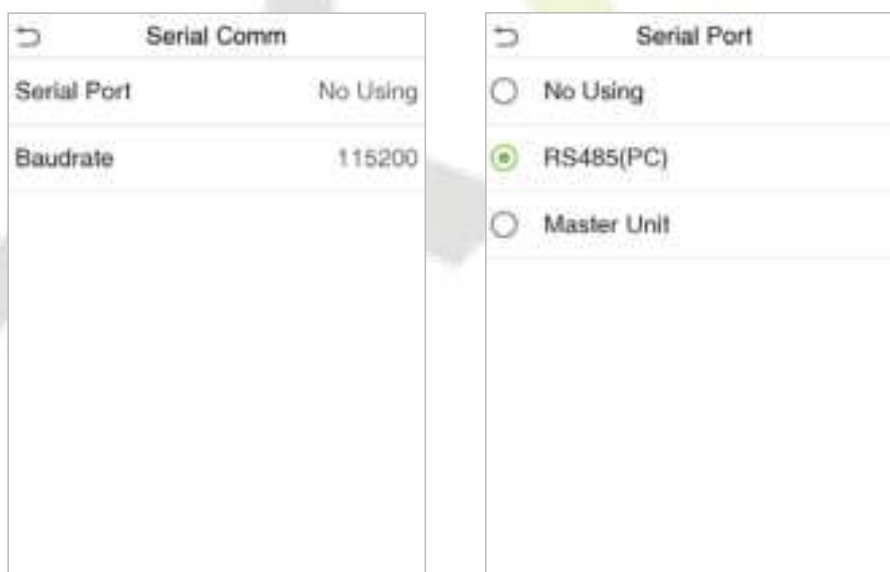 Serial Comm
Serial Port No Using
Baudrate 115200
Serial Port
No Using
RS485(PC)
Master Unit